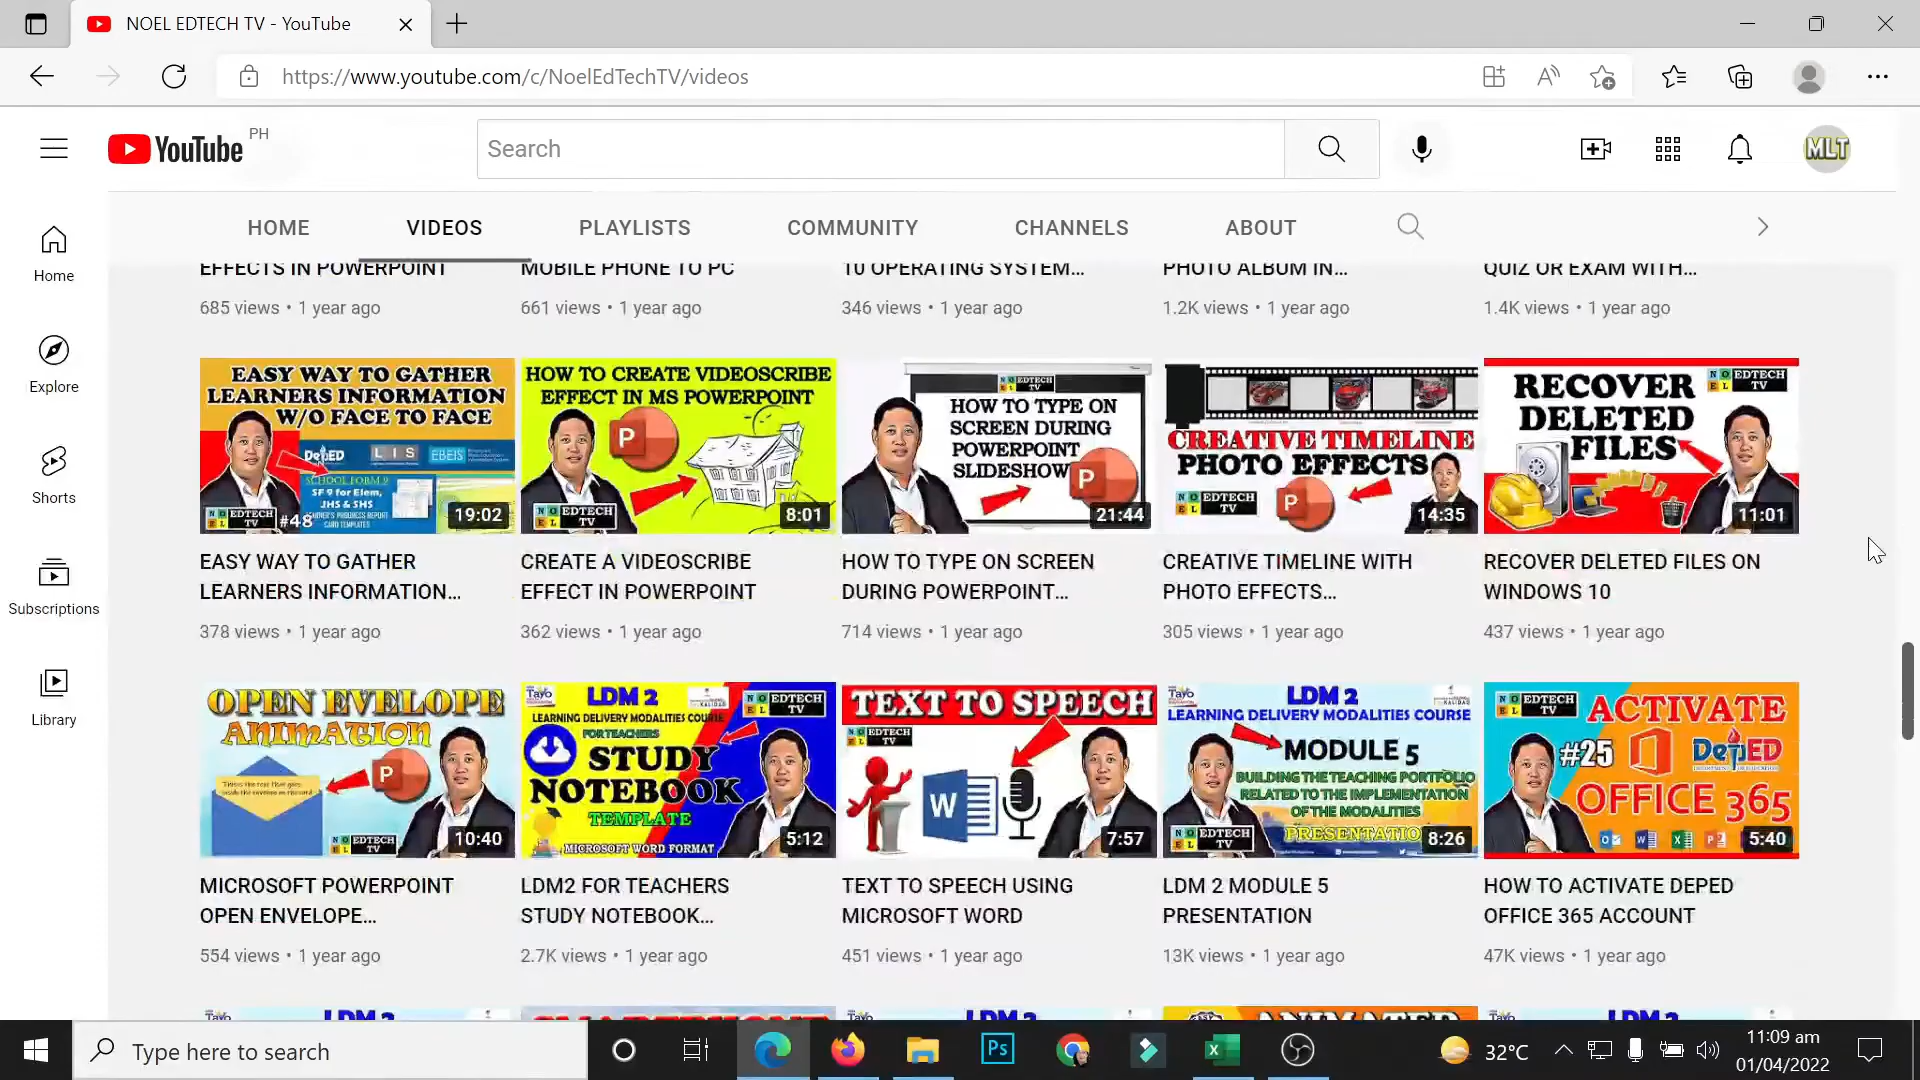 NOEL EDTECH TV - YouTube
https://www.youtube.com/c/NoelEdTechTV/videos
YouTube PH
Search
MLT
HOME VIDEOS PLAYLISTS COMMUNITY CHANNELS ABOUT
Home
Explore
Shorts
Subscriptions
Library
EFFECTS IN POWERPOINT
685 views • 1 year ago
MOBILE PHONE TO PC
661 views • 1 year ago
10 OPERATING SYSTEM...
346 views • 1 year ago
PHOTO ALBUM IN...
1.2K views • 1 year ago
QUIZ OR EXAM WITH...
1.4K views • 1 year ago
EASY WAY TO GATHER
LEARNERS INFORMATION
W/O FACE TO FACE
DepED LIS EBEIS
SCHOOL FORM 9
SF 9 for Elem,
JHS & SHS
NOEL EDTECH TV
#48
19:02
EASY WAY TO GATHER
LEARNERS INFORMATION...
378 views • 1 year ago
HOW TO CREATE VIDEOSCRIBE
EFFECT IN MS POWERPOINT
P
NOEL EDTECH TV
8:01
CREATE A VIDEOSCRIBE
EFFECT IN POWERPOINT
362 views • 1 year ago
NOEL EDTECH TV
HOW TO TYPE ON
SCREEN DURING
POWERPOINT
SLIDESHOW
P
21:44
HOW TO TYPE ON SCREEN
DURING POWERPOINT...
714 views • 1 year ago
CREATIVE TIMELINE
PHOTO EFFECTS
NOEL EDTECH TV
P
14:35
CREATIVE TIMELINE WITH
PHOTO EFFECTS...
305 views • 1 year ago
NOEL EDTECH TV
RECOVER
DELETED
FILES
11:01
RECOVER DELETED FILES ON
WINDOWS 10
437 views • 1 year ago
OPEN EVELOPE
ANIMATION
P
NOEL EDTECH TV
10:40
MICROSOFT POWERPOINT
OPEN ENVELOPE...
554 views • 1 year ago
Tayo
LDM 2
NOEL EDTECH TV
LEARNING DELIVERY MODALITIES COURSE
FOR TEACHERS
STUDY
NOTEBOOK
TEMPLATE
MICROSOFT WORD FORMAT
5:12
LDM2 FOR TEACHERS
STUDY NOTEBOOK...
2.7K views • 1 year ago
TEXT TO SPEECH
NOEL EDTECH TV
W
7:57
TEXT TO SPEECH USING
MICROSOFT WORD
451 views • 1 year ago
Tayo
LDM 2
LEARNING DELIVERY MODALITIES COURSE
MODULE 5
BUILDING THE TEACHING PORTFOLIO
RELATED TO THE IMPLEMENTATION
OF THE MODALITIES
PRESENTATIO
NOEL EDTECH TV
8:26
LDM 2 MODULE 5
PRESENTATION
13K views • 1 year ago
NOEL EDTECH TV
ACTIVATE
#25 DepED
OFFICE 365
5:40
HOW TO ACTIVATE DEPED
OFFICE 365 ACCOUNT
47K views • 1 year ago
Type here to search
Ps
32°C
11:09 am
01/04/2022